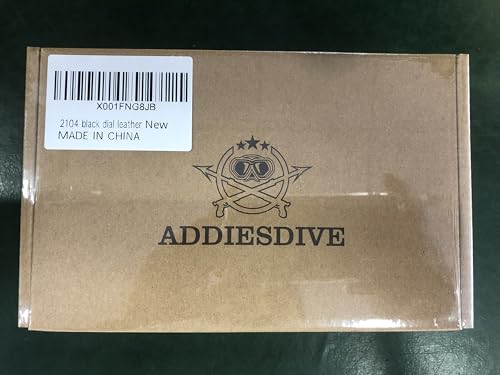 X001FNG8JB
2104 black dial leather New
MADE IN CHINA
ADDIESDIVE